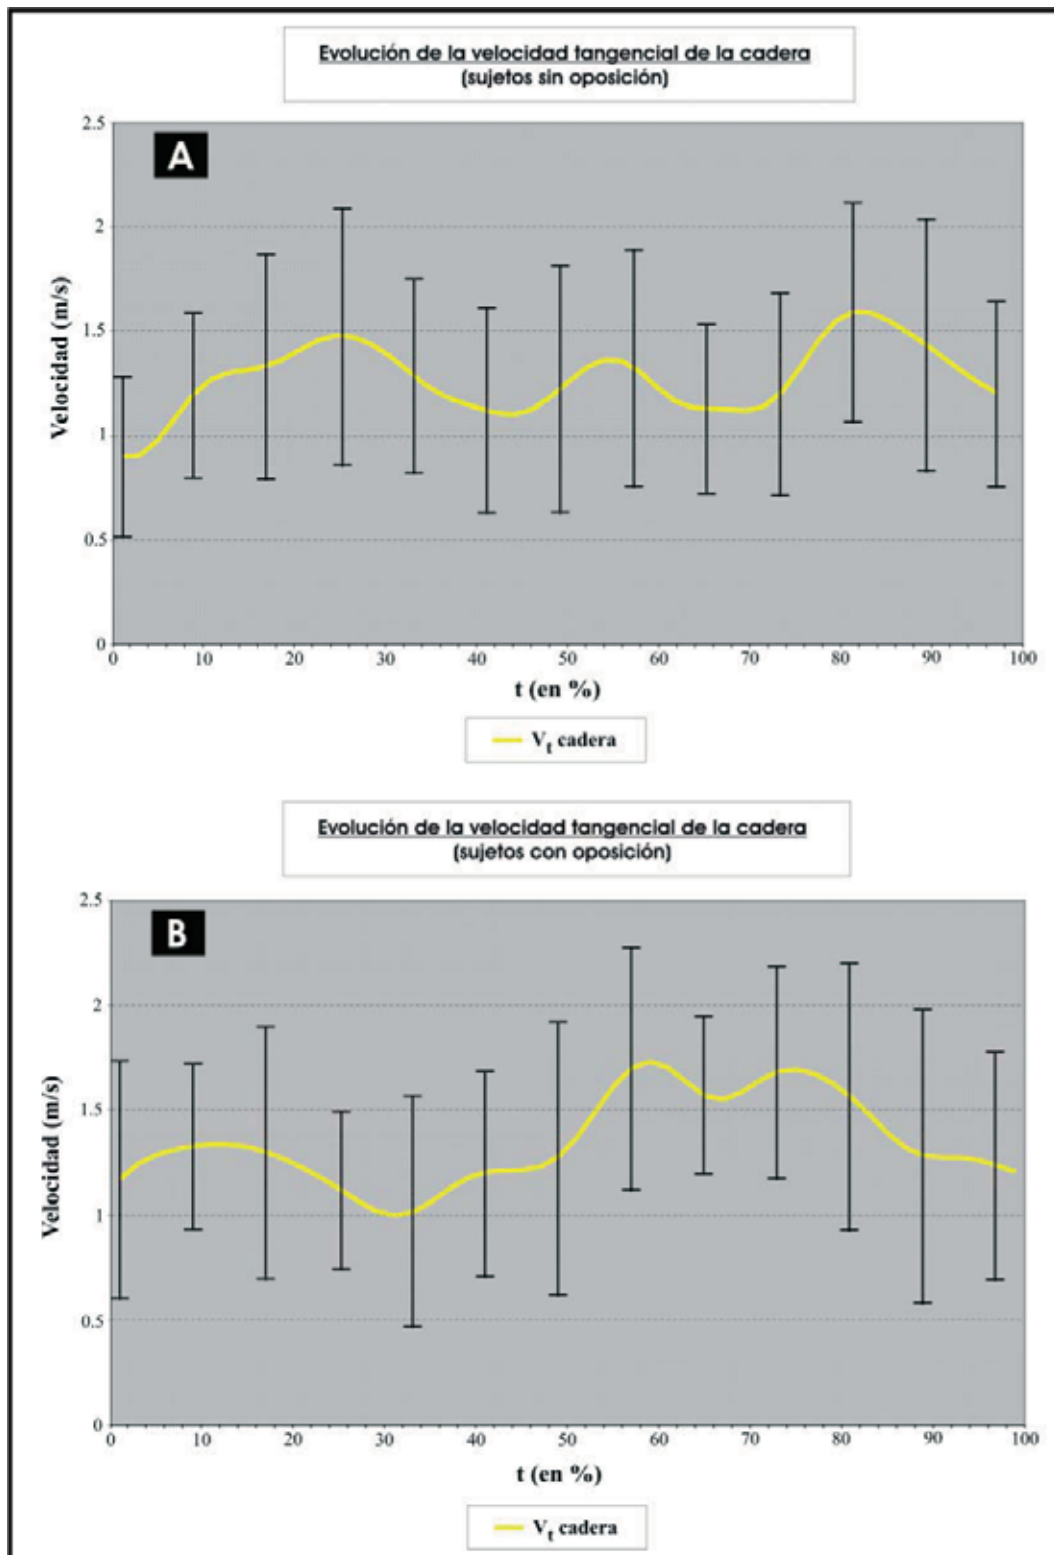 Evolución de la velocidad tangencial de la cadera
(sujetos sin oposición)
A
2.5
2
1.5
1
0.5
0
Velocidad (m/s)
0 10 20 30 40 50 60 70 80 90 100
t (en %)
Vt cadera
Evolución de la velocidad tangencial de la cadera
(sujetos con oposición)
B
2.5
2
1.5
1
0.5
0
Velocidad (m/s)
0 10 20 30 40 50 60 70 80 90 100
t (en %)
Vt cadera